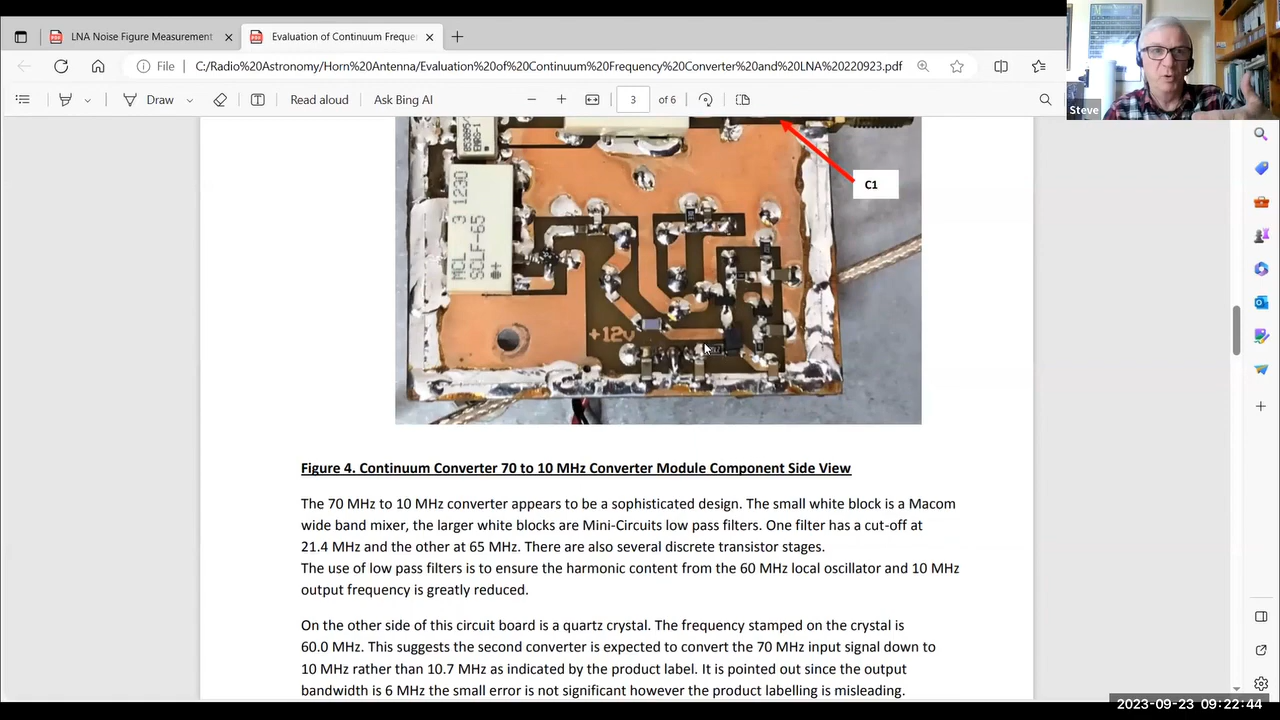 LNA Noise Figure Measurement
Evaluation of Continuum Freque
File
C:/Radio%20Astronomy/Horn%20Antenna/Evaluation%20of%20Continuum%20Frequency%20Converter%20and%20LNA%20220923.pdf
Draw
Read aloud
Ask Bing AI
3
of 6
Steve
C1
MCL 3 1230
SCLF-65
+12v
Figure 4. Continuum Converter 70 to 10 MHz Converter Module Component Side View
The 70 MHz to 10 MHz converter appears to be a sophisticated design. The small white block is a Macom
wide band mixer, the larger white blocks are Mini-Circuits low pass filters. One filter has a cut-off at
21.4 MHz and the other at 65 MHz. There are also several discrete transistor stages.
The use of low pass filters is to ensure the harmonic content from the 60 MHz local oscillator and 10 MHz
output frequency is greatly reduced.
On the other side of this circuit board is a quartz crystal. The frequency stamped on the crystal is
60.0 MHz. This suggests the second converter is expected to convert the 70 MHz input signal down to
10 MHz rather than 10.7 MHz as indicated by the product label. It is pointed out since the output
bandwidth is 6 MHz the small error is not significant however the product labelling is misleading.
2023-09-23 09:22:44